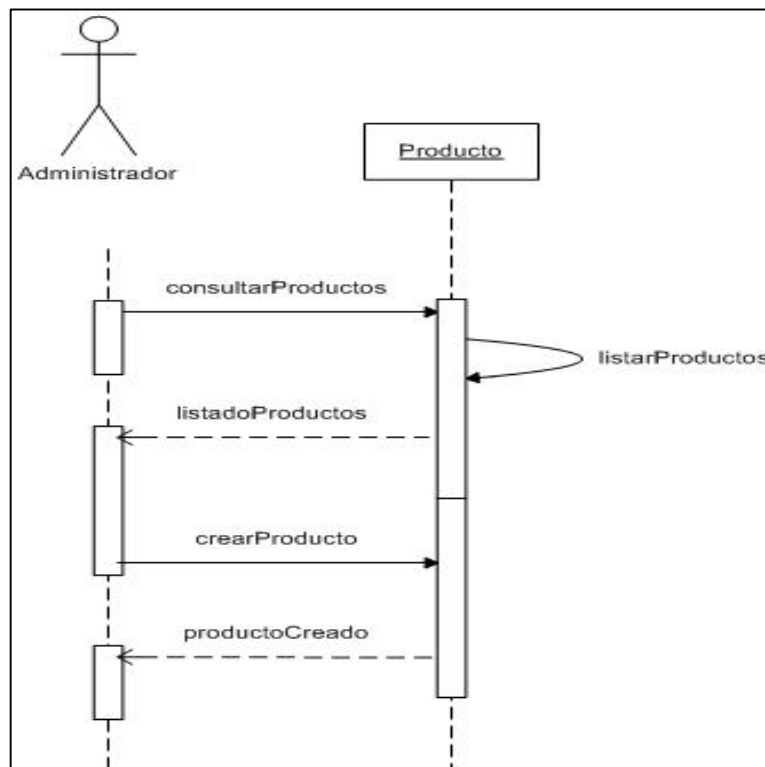 Administrador
Producto
consultarProductos
listarProductos
listadoProductos
crearProducto
productoCreado